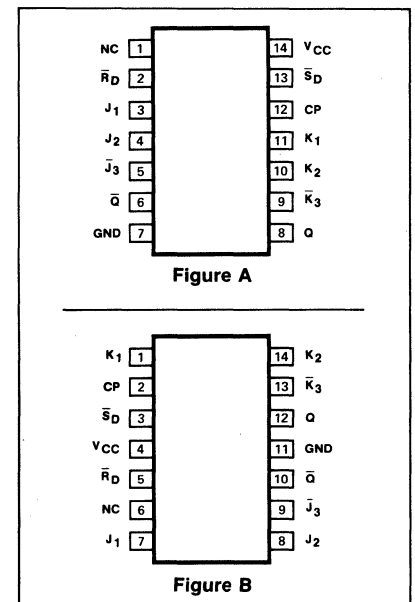 NC 1 14 VCC
R̅D 2 13 S̅D
J1 3 12 CP
J2 4 11 K1
J̅3 5 10 K2
Q̅ 6 9 K̅3
GND 7 8 Q
Figure A
K1 1 14 K2
CP 2 13 K̅3
S̅D 3 12 Q
VCC 4 11 GND
R̅D 5 10 Q̅
NC 6 9 J̅3
J1 7 8 J2
Figure B